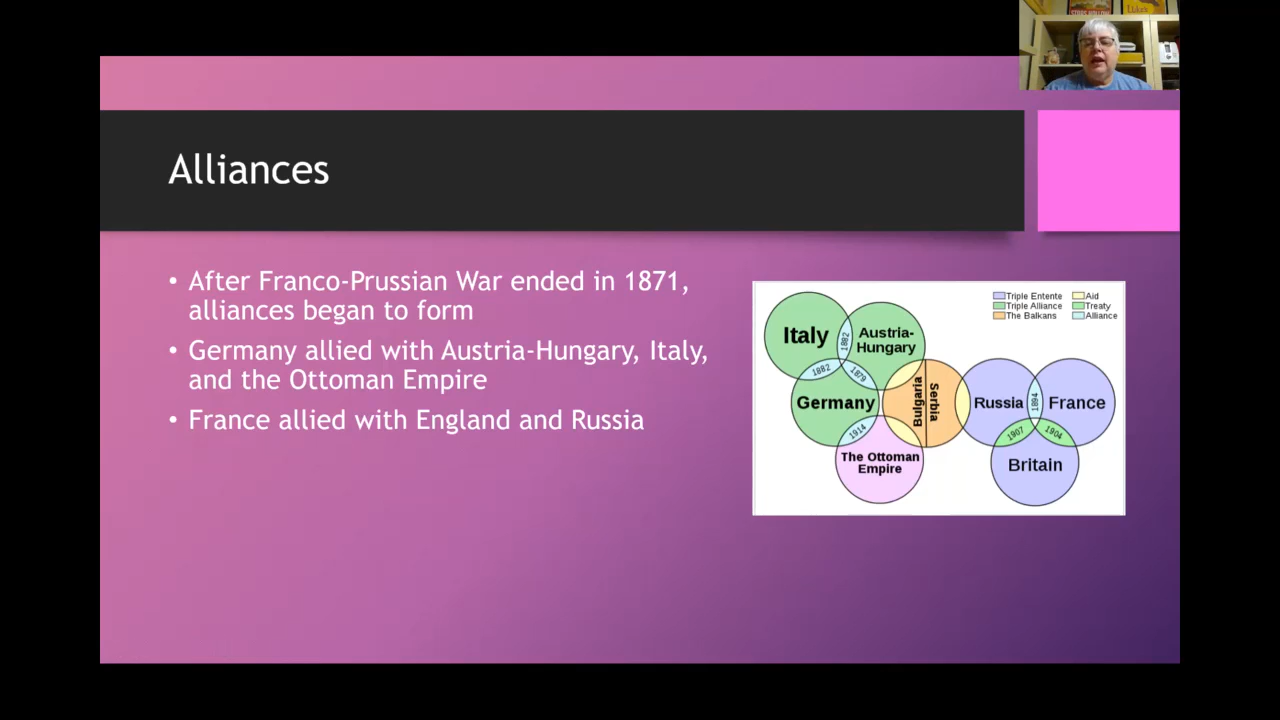 Alliances
• After Franco-Prussian War ended in 1871,
alliances began to form
• Germany allied with Austria-Hungary, Italy,
and the Ottoman Empire
• France allied with England and Russia
Triple Entente
Triple Alliance
The Balkans
Aid
Treaty
Alliance
Italy
1882
Austria-
Hungary
1882
1879
Germany
Bulgaria
Serbia
Russia
1894
France
1914
1907
1904
The Ottoman
Empire
Britain